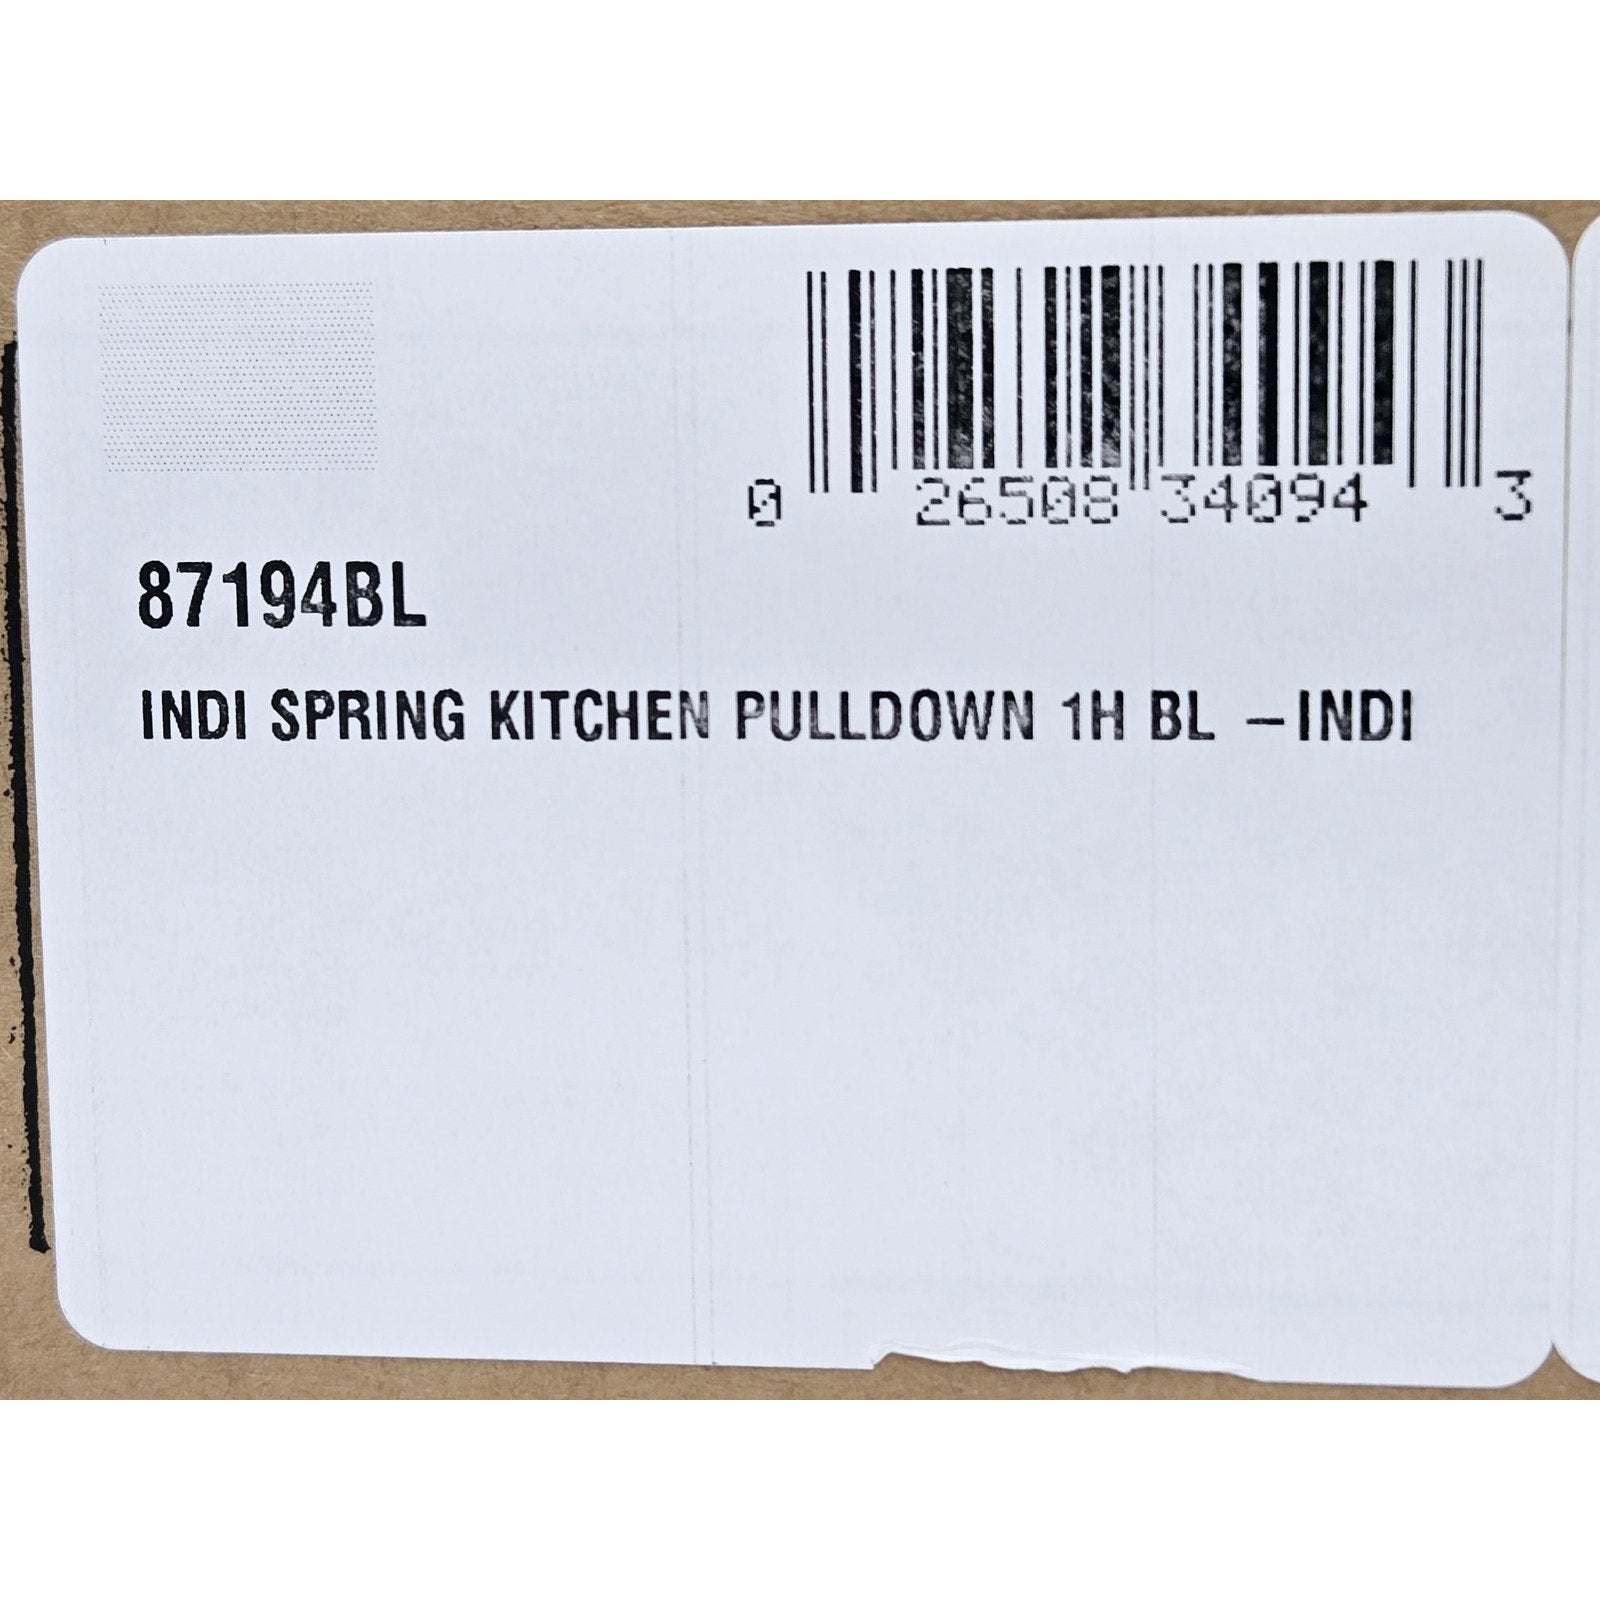 0 26508 34094 3
87194BL
INDI SPRING KITCHEN PULLDOWN 1H BL –INDI